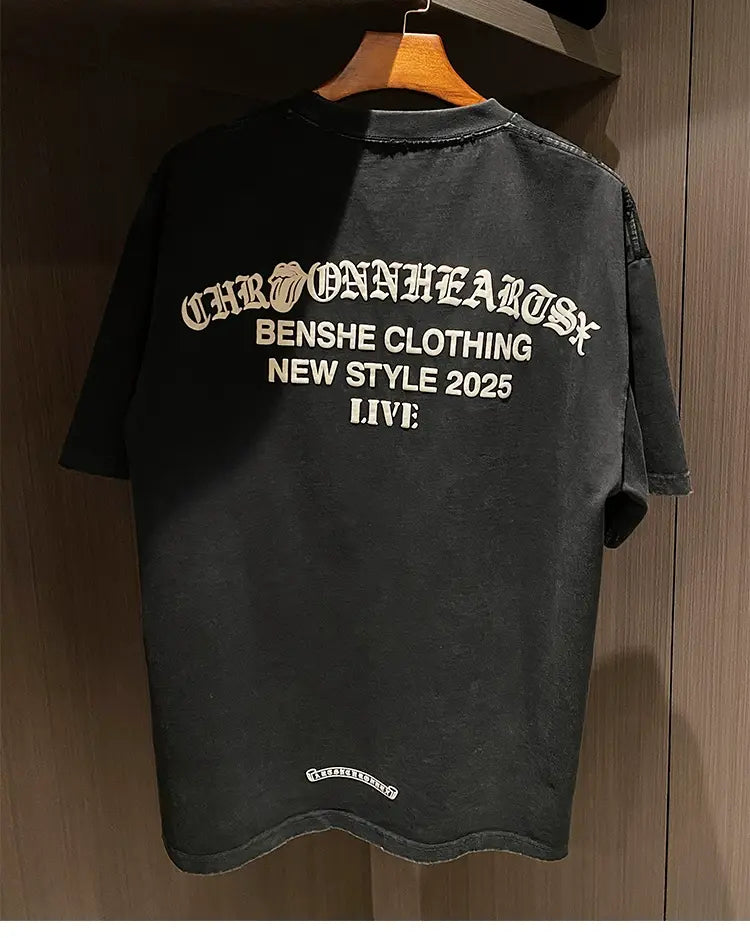 CHRONNHEARTSX
BENSHE CLOTHING
NEW STYLE 2025
LIVE